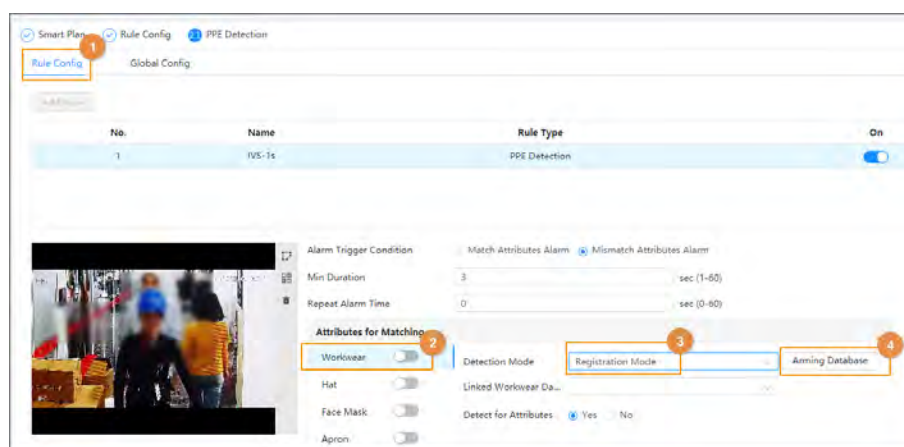 Smart Plan Rule Config 2.1 PPE Detection
1
Rule Config Global Config
No. Name Rule Type On
1 IVS-1s PPE Detection
Alarm Trigger Condition Match Attributes Alarm Mismatch Attributes Alarm
Min Duration 3 sec (1-60)
Repeat Alarm Time 0 sec (0-60)
Attributes for Matching
2 3 4
Workwear Detection Mode Registration Mode Arming Database
Hat Linked Workwear Da...
Face Mask Detect for Attributes Yes No
Apron